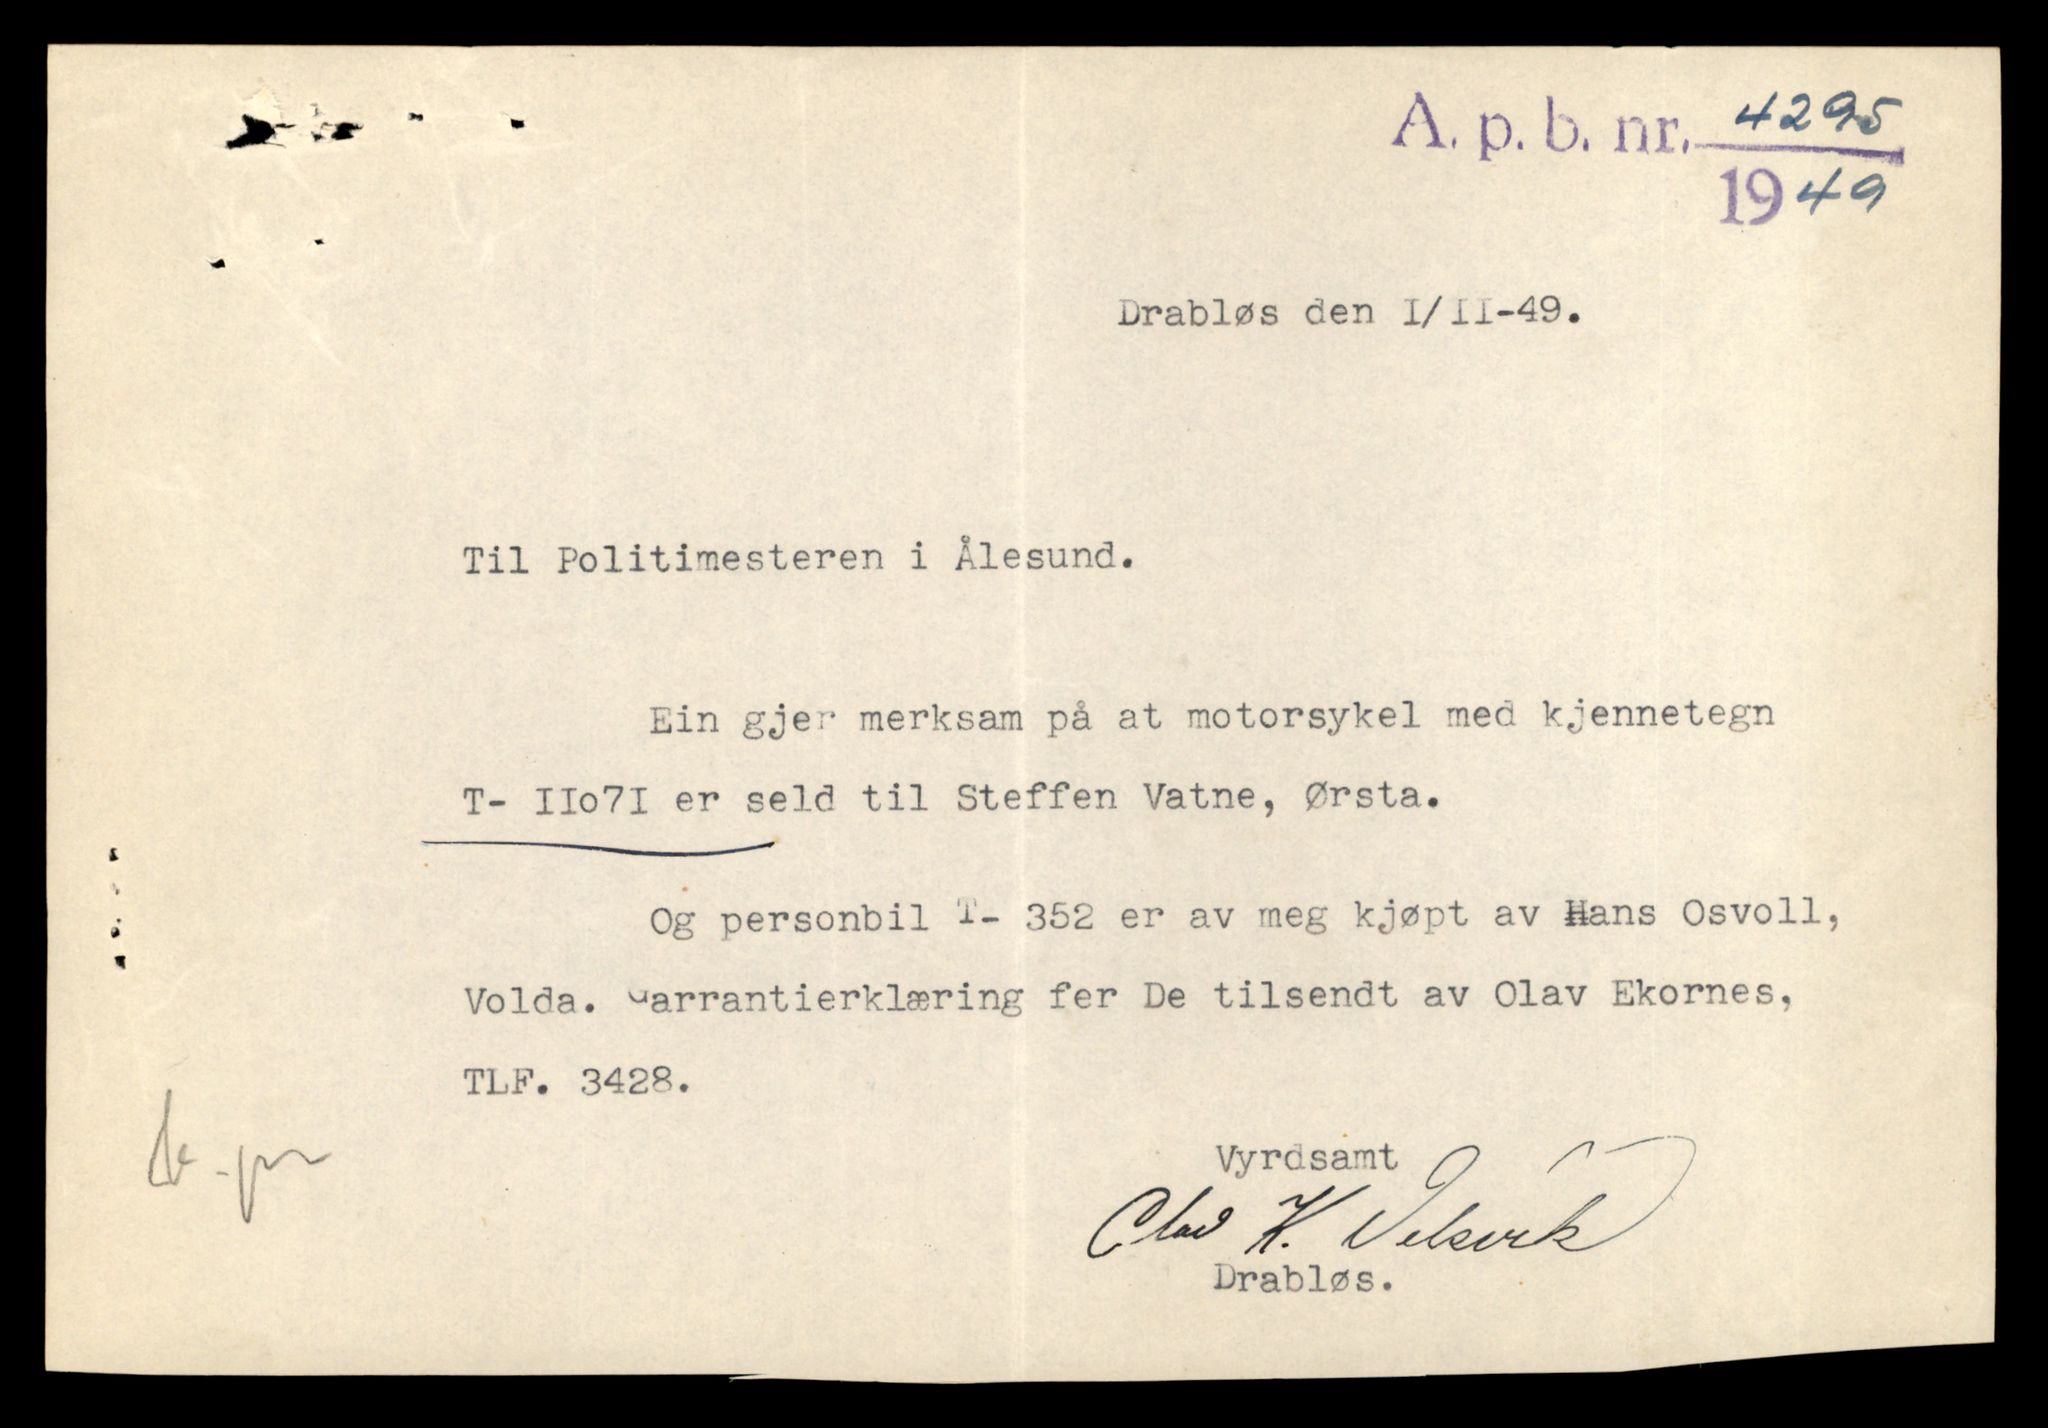 A. p. b. nr. 4295
1949
Drabløs den I/II-49.
Til Politimesteren i Ålesund.
Ein gjer merksam på at motorsykel med kjennetegn
T- IIo7I er seld til Steffen Vatne, Ørsta.
Og personbil T- 352 er av meg kjøpt av Hans Osvoll,
Volda. Garrantierklæring fer De tilsendt av Olav Ekornes,
TLF. 3428.
Vyrdsamt
Olav K. Velsvik
Drabløs.